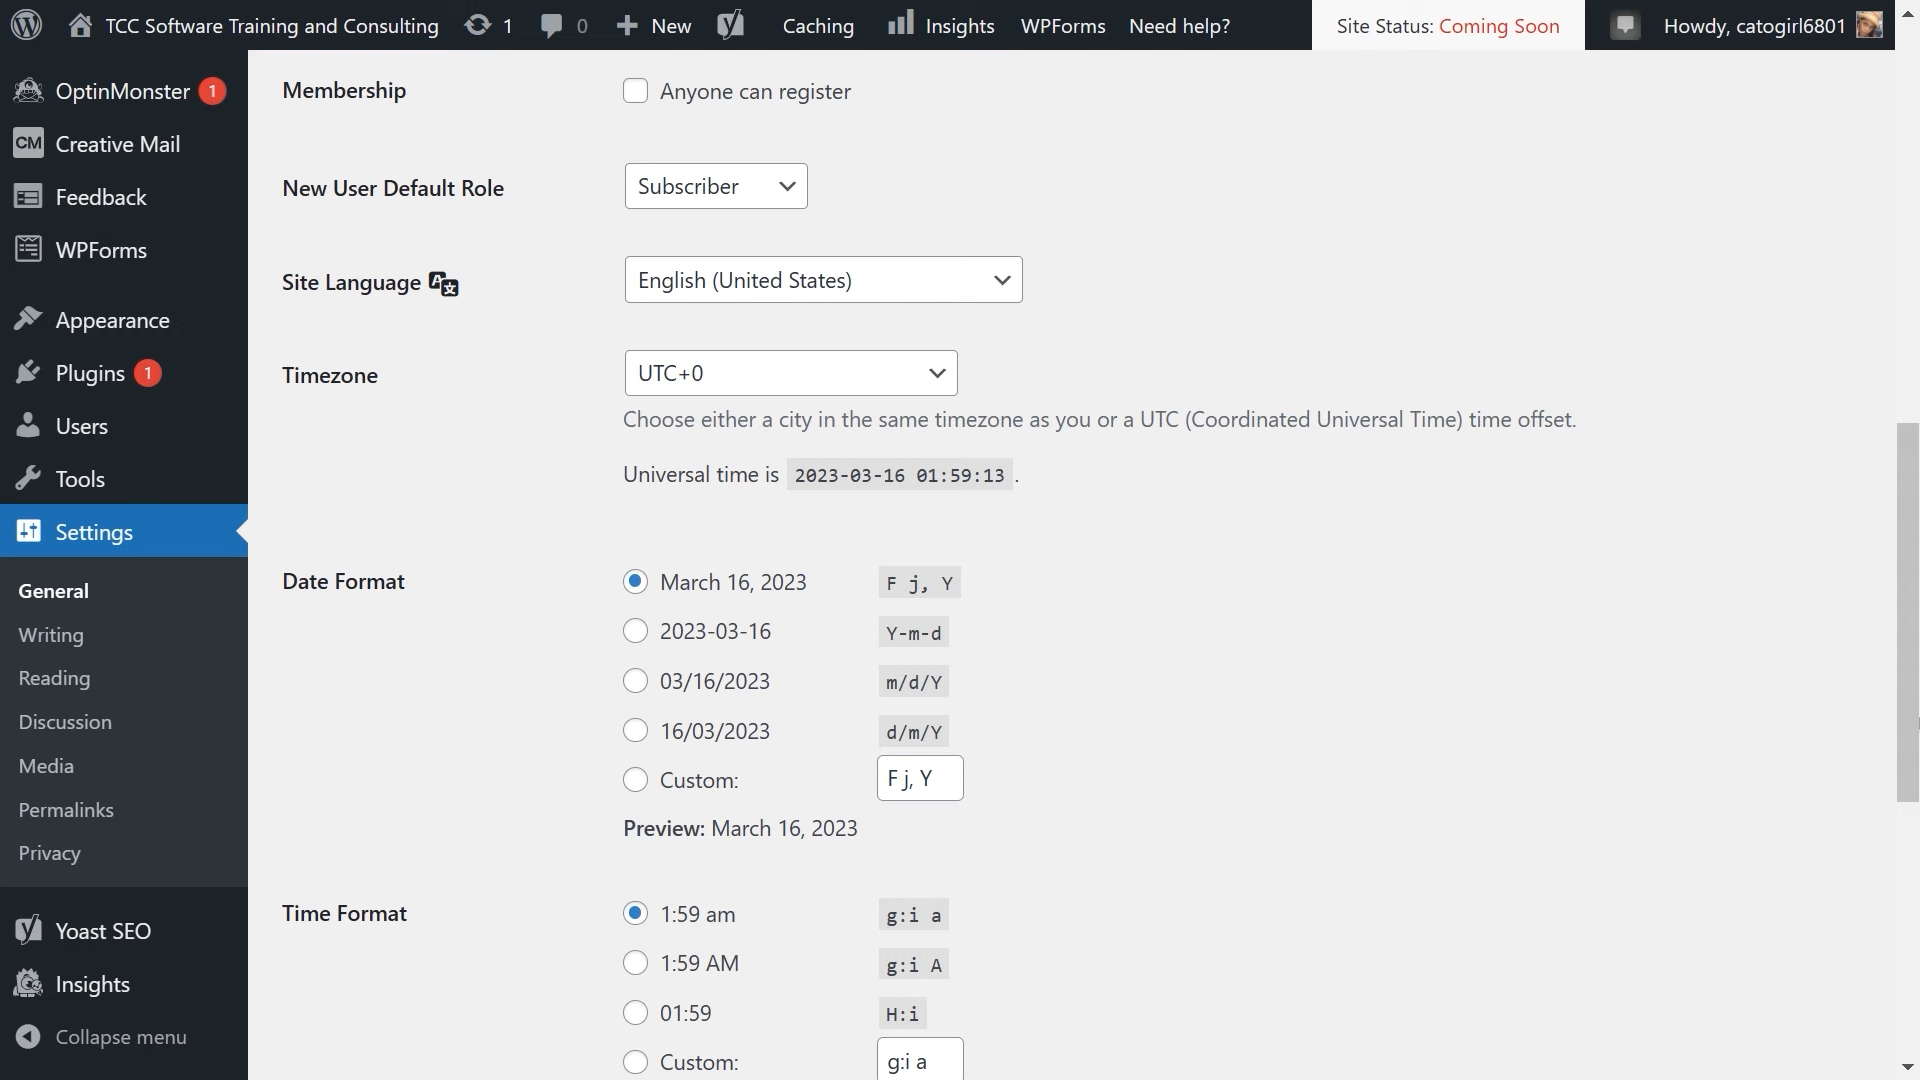 TCC Software Training and Consulting 1 0 New Caching Insights WPForms Need help? Site Status: Coming Soon Howdy, catogirl6801
OptinMonster 1
CM Creative Mail
Feedback
WPForms
Appearance
Plugins 1
Users
Tools
Settings
General
Writing
Reading
Discussion
Media
Permalinks
Privacy
Yoast SEO
Insights
Collapse menu
Membership Anyone can register
New User Default Role Subscriber
Site Language English (United States)
Timezone UTC+0
Choose either a city in the same timezone as you or a UTC (Coordinated Universal Time) time offset.
Universal time is 2023-03-16 01:59:13 .
Date Format March 16, 2023 F j, Y
2023-03-16 Y-m-d
03/16/2023 m/d/Y
16/03/2023 d/m/Y
Custom: F j, Y
Preview: March 16, 2023
Time Format 1:59 am g:i a
1:59 AM g:i A
01:59 H:i
Custom: g:i a